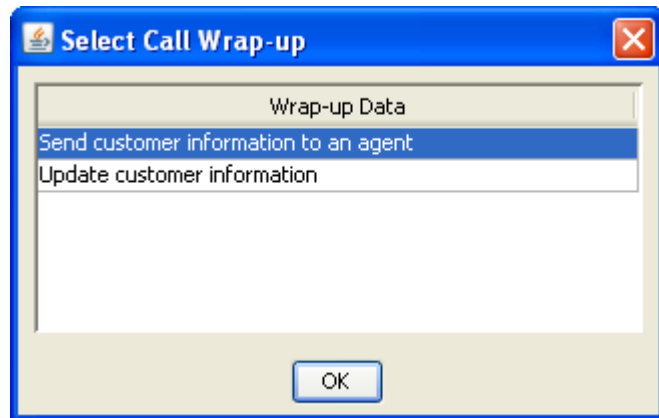 Select Call Wrap-up
Wrap-up Data
Send customer information to an agent
Update customer information
OK